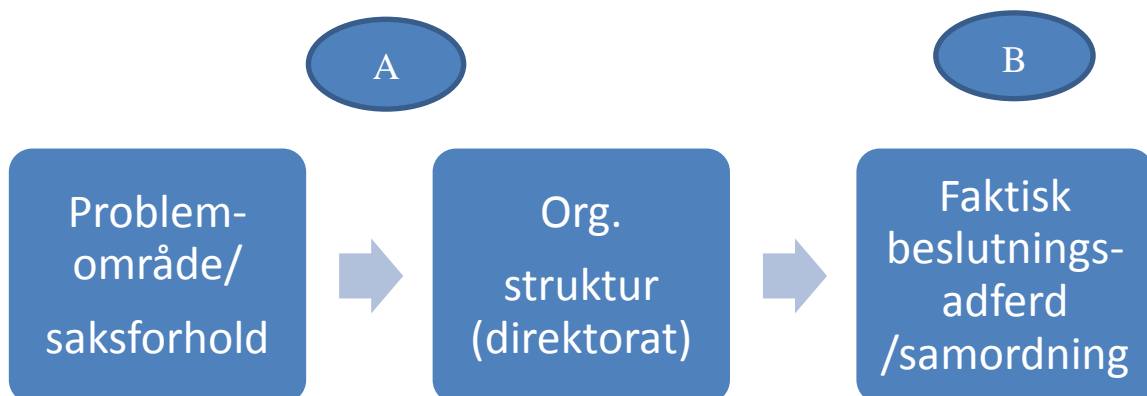 A
B
Problem-
område/
saksforhold
Org.
struktur
(direktorat)
Faktisk
beslutnings-
adferd
/samordning